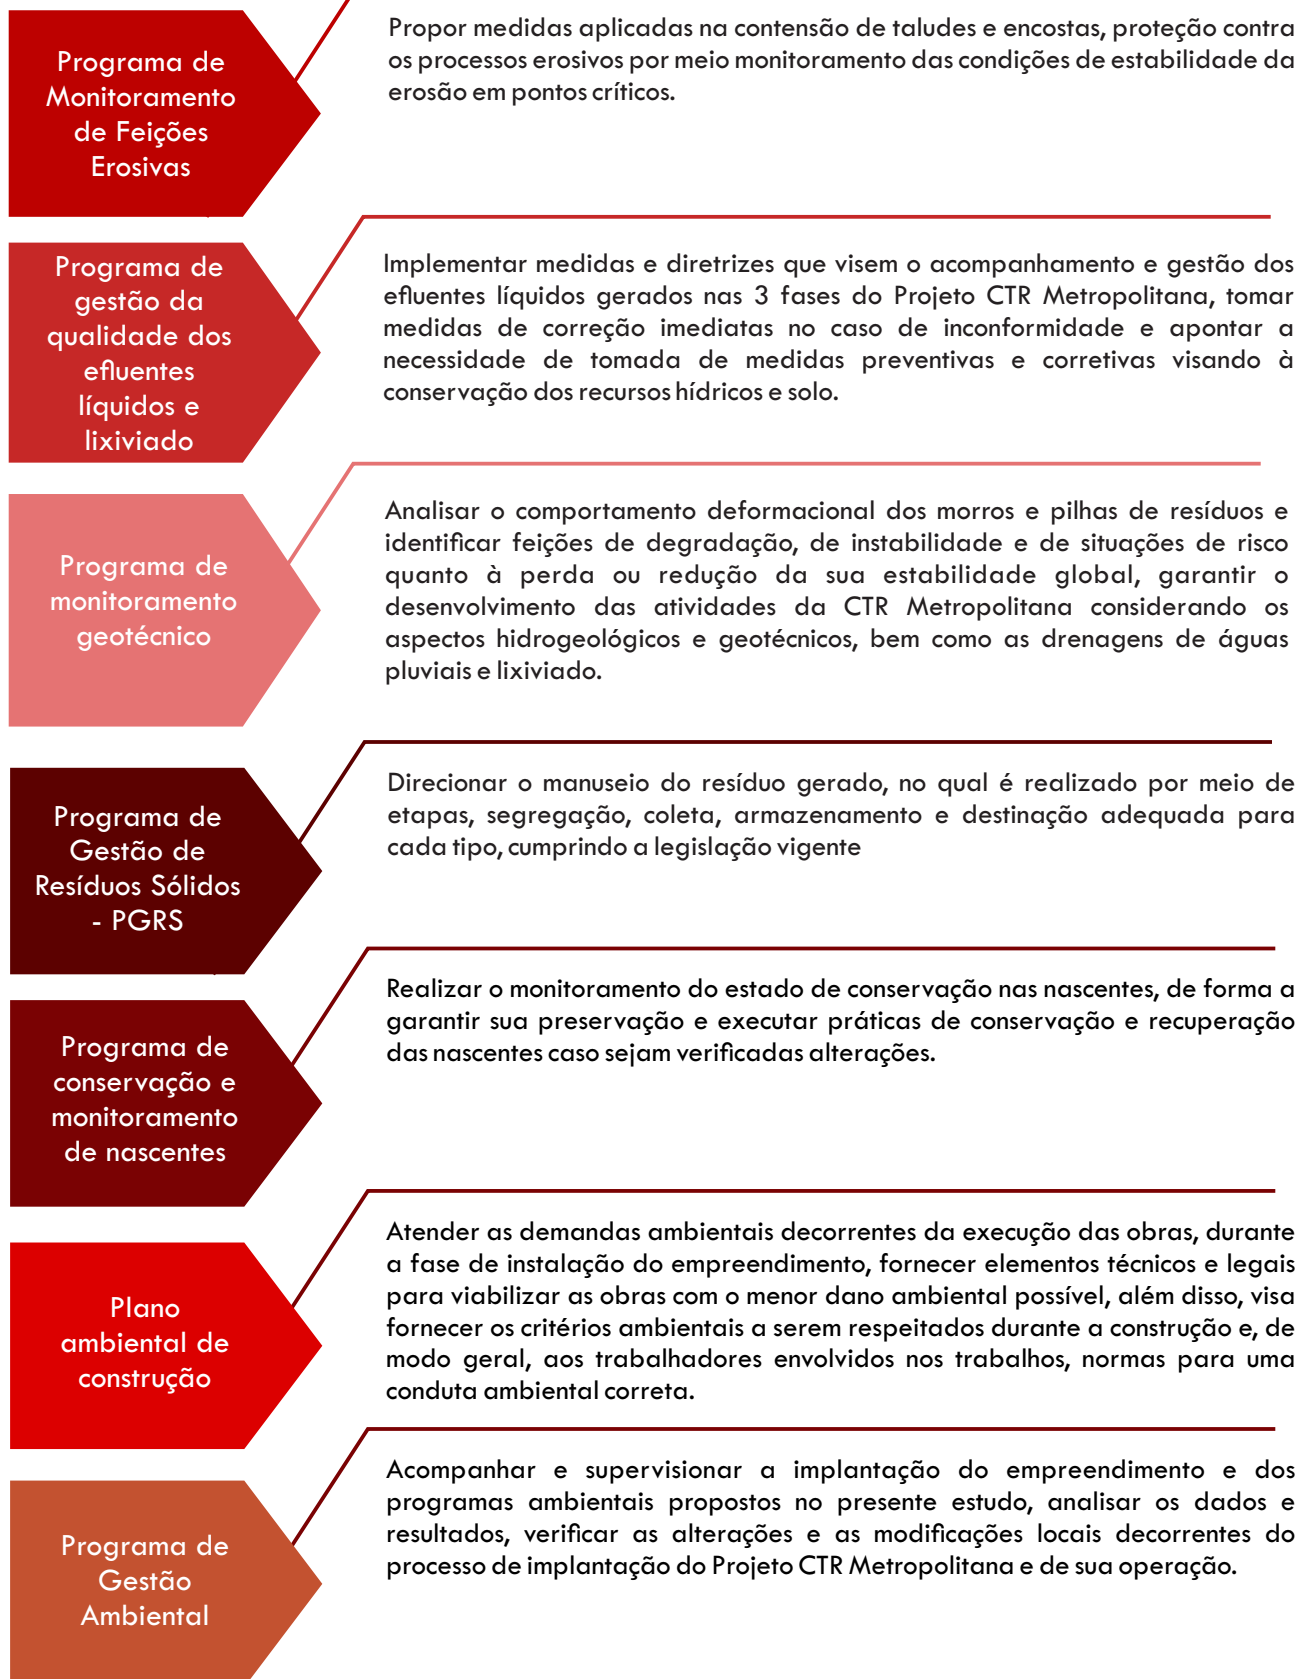 Programa de
Monitoramento
de Feições
Erosivas
Propor medidas aplicadas na contensão de taludes e encostas, proteção contra
os processos erosivos por meio monitoramento das condições de estabilidade da
erosão em pontos críticos.
Programa de
gestão da
qualidade dos
efluentes
líquidos e
lixiviado
Implementar medidas e diretrizes que visem o acompanhamento e gestão dos
efluentes líquidos gerados nas 3 fases do Projeto CTR Metropolitana, tomar
medidas de correção imediatas no caso de inconformidade e apontar a
necessidade de tomada de medidas preventivas e corretivas visando à
conservação dos recursos hídricos e solo.
Programa de
monitoramento
geotécnico
Analisar o comportamento deformacional dos morros e pilhas de resíduos e
identificar feições de degradação, de instabilidade e de situações de risco
quanto à perda ou redução da sua estabilidade global, garantir o
desenvolvimento das atividades da CTR Metropolitana considerando os
aspectos hidrogeológicos e geotécnicos, bem como as drenagens de águas
pluviais e lixiviado.
Programa de
Gestão de
Resíduos Sólidos
- PGRS
Direcionar o manuseio do resíduo gerado, no qual é realizado por meio de
etapas, segregação, coleta, armazenamento e destinação adequada para
cada tipo, cumprindo a legislação vigente
Programa de
conservação e
monitoramento
de nascentes
Realizar o monitoramento do estado de conservação nas nascentes, de forma a
garantir sua preservação e executar práticas de conservação e recuperação
das nascentes caso sejam verificadas alterações.
Plano
ambiental de
construção
Atender as demandas ambientais decorrentes da execução das obras, durante
a fase de instalação do empreendimento, fornecer elementos técnicos e legais
para viabilizar as obras com o menor dano ambiental possível, além disso, visa
fornecer os critérios ambientais a serem respeitados durante a construção e, de
modo geral, aos trabalhadores envolvidos nos trabalhos, normas para uma
conduta ambiental correta.
Programa de
Gestão
Ambiental
Acompanhar e supervisionar a implantação do empreendimento e dos
programas ambientais propostos no presente estudo, analisar os dados e
resultados, verificar as alterações e as modificações locais decorrentes do
processo de implantação do Projeto CTR Metropolitana e de sua operação.